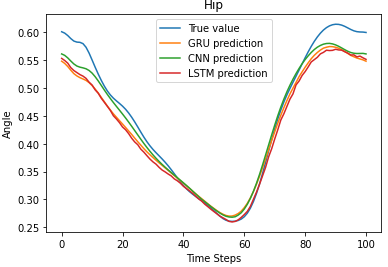 Hip
True value
GRU prediction
CNN prediction
LSTM prediction
0.60
0.55
0.50
0.45
0.40
0.35
0.30
0.25
Angle
0 20 40 60 80 100
Time Steps